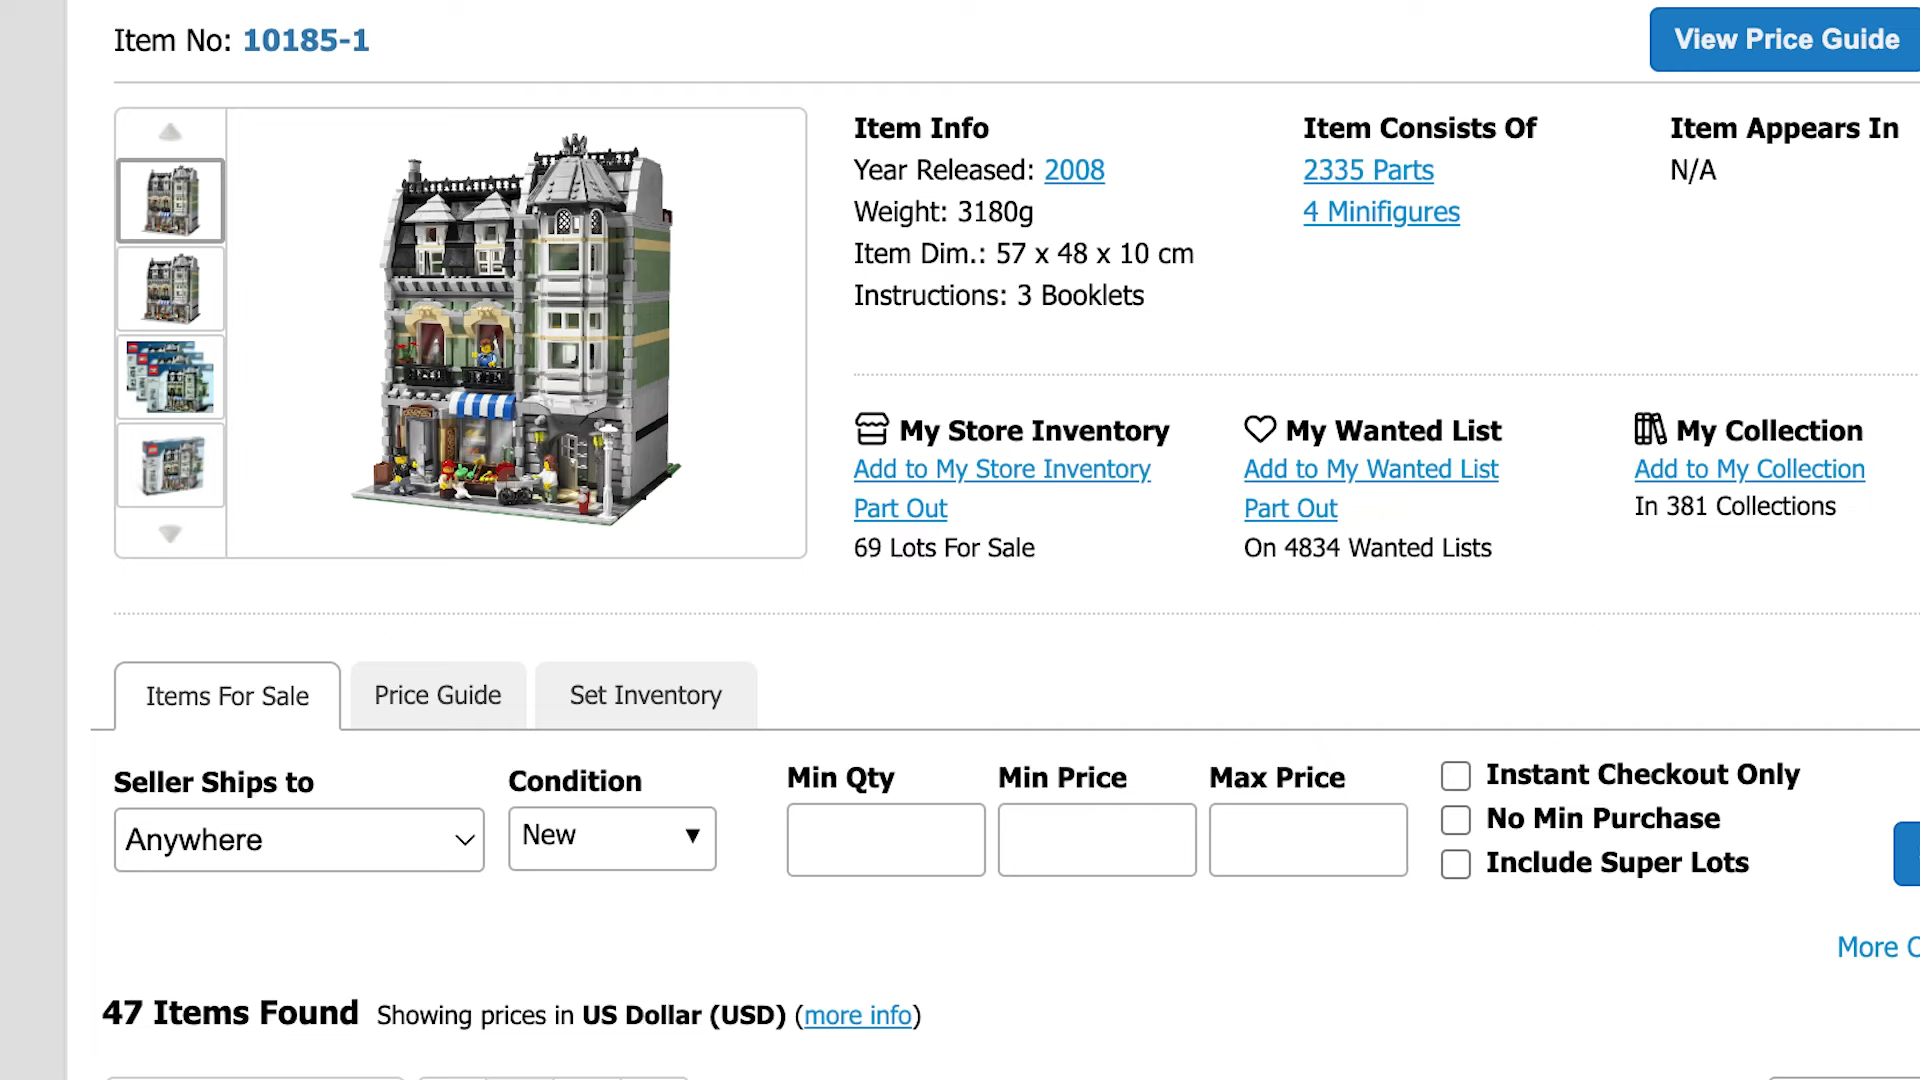 Item No: 10185-1
View Price Guide
Item Info
Year Released: 2008
Weight: 3180g
Item Dim.: 57 x 48 x 10 cm
Instructions: 3 Booklets
Item Consists Of
2335 Parts
4 Minifigures
Item Appears In
N/A
My Store Inventory
Add to My Store Inventory
Part Out
69 Lots For Sale
My Wanted List
Add to My Wanted List
Part Out
On 4834 Wanted Lists
My Collection
Add to My Collection
In 381 Collections
Items For Sale
Price Guide
Set Inventory
Seller Ships to
Anywhere
Condition
New
Min Qty
Min Price
Max Price
Instant Checkout Only
No Min Purchase
Include Super Lots
More
47 Items Found Showing prices in US Dollar (USD) (more info)